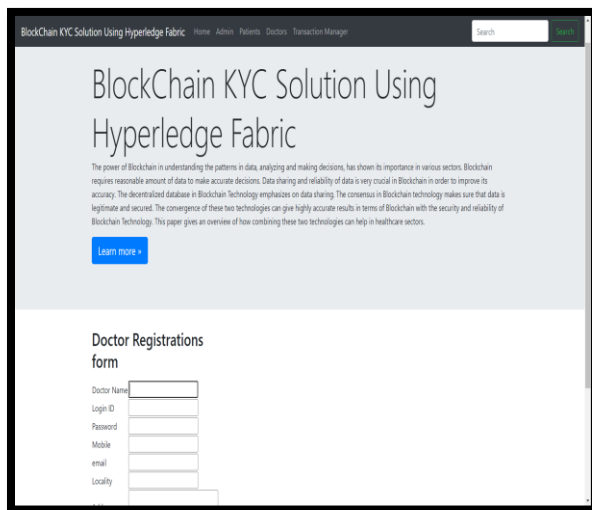 BlockChain KYC Solution Using Hyperledge Fabric Home Admin Patients Doctors Transaction Manager Search Search
BlockChain KYC Solution Using
Hyperledge Fabric
The power of Blockchain in understanding the patterns in data, analyzing and making decisions, has shown its importance in various sectors. Blockchain
requires reasonable amount of data to make accurate decisions. Data sharing and reliability of data is very crucial in Blockchain in order to improve its
accuracy. The decentralized database in Blockchain Technology emphasizes on data sharing. The consensus in Blockchain technology makes sure that data is
legitimate and secured. The convergence of these two technologies can give highly accurate results in terms of Blockchain with the security and reliability of
Blockchain Technology. This paper gives an overview of how combining these two technologies can help in healthcare sectors.
Learn more »
Doctor Registrations
form
Doctor Name
Login ID
Password
Mobile
email
Locality